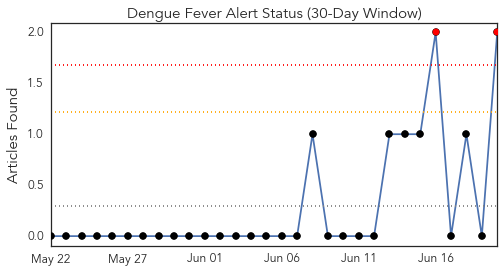 Dengue Fever Alert Status (30-Day Window)
Articles Found
2.0
1.5
1.0
0.5
0.0
May 22
May 27
Jun 01
Jun 06
Jun 11
Jun 16